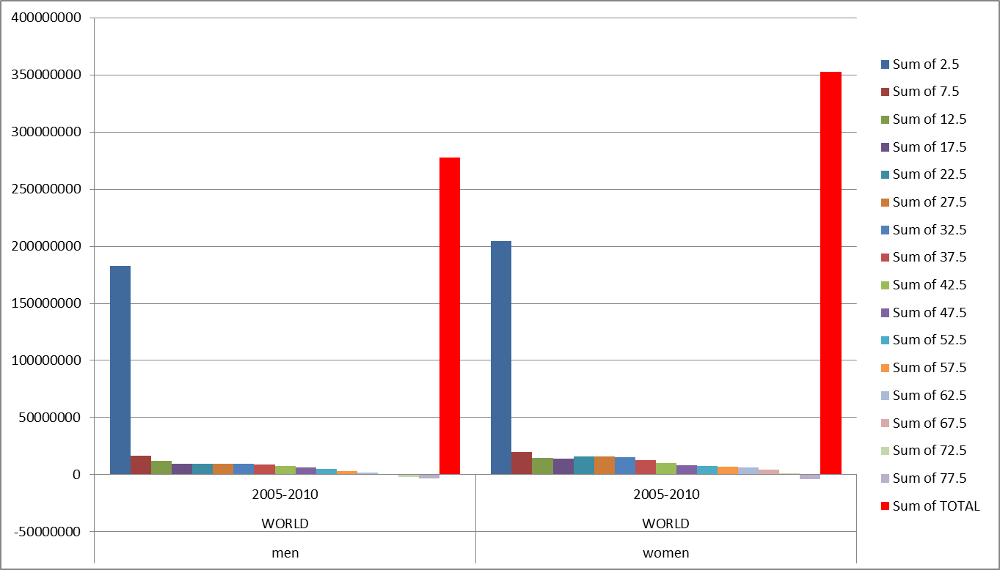 400000000
350000000
300000000
250000000
200000000
150000000
100000000
50000000
0
-50000000
2005-2010
2005-2010
WORLD
WORLD
men
women
Sum of 2.5
Sum of 7.5
Sum of 12.5
Sum of 17.5
Sum of 22.5
Sum of 27.5
Sum of 32.5
Sum of 37.5
Sum of 42.5
Sum of 47.5
Sum of 52.5
Sum of 57.5
Sum of 62.5
Sum of 67.5
Sum of 72.5
Sum of 77.5
Sum of TOTAL